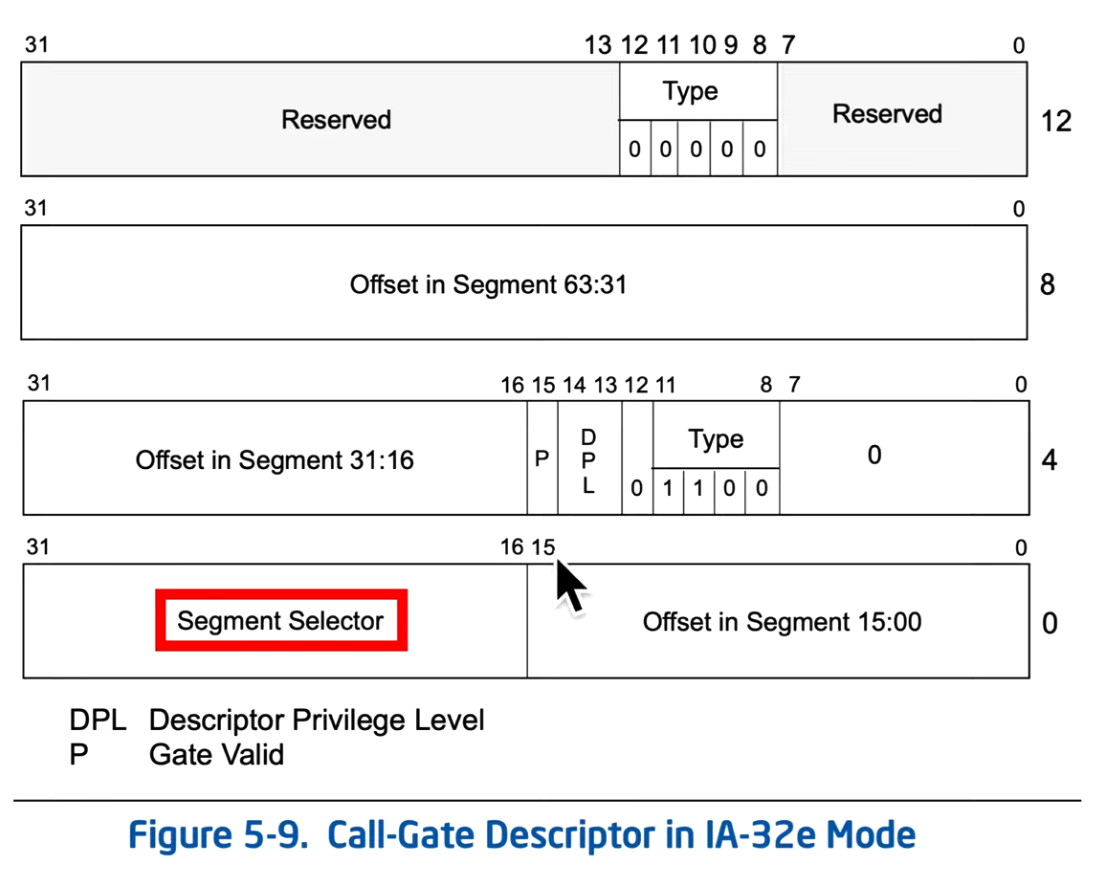 31 13 12 11 10 9 8 7 0
Type
Reserved Reserved 12
0 0 0 0 0
31 0
Offset in Segment 63:31 8
31 16 15 14 13 12 11 8 7 0
Offset in Segment 31:16 P DPL Type 0 4
0 1 1 0 0
31 16 15 0
Segment Selector Offset in Segment 15:00 0
DPL Descriptor Privilege Level
P Gate Valid
Figure 5-9. Call-Gate Descriptor in IA-32e Mode